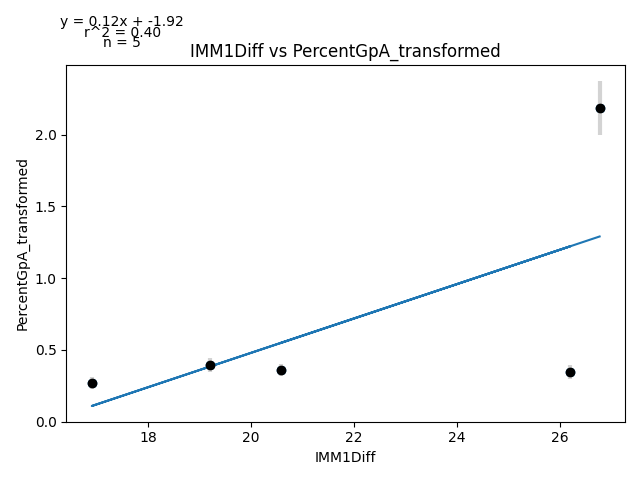 y = 0.12x + -1.92
r^2 = 0.40
n = 5
IMM1Diff vs PercentGpA_transformed
PercentGpA_transformed
2.0
1.5
1.0
0.5
0.0
18 20 22 24 26
IMM1Diff